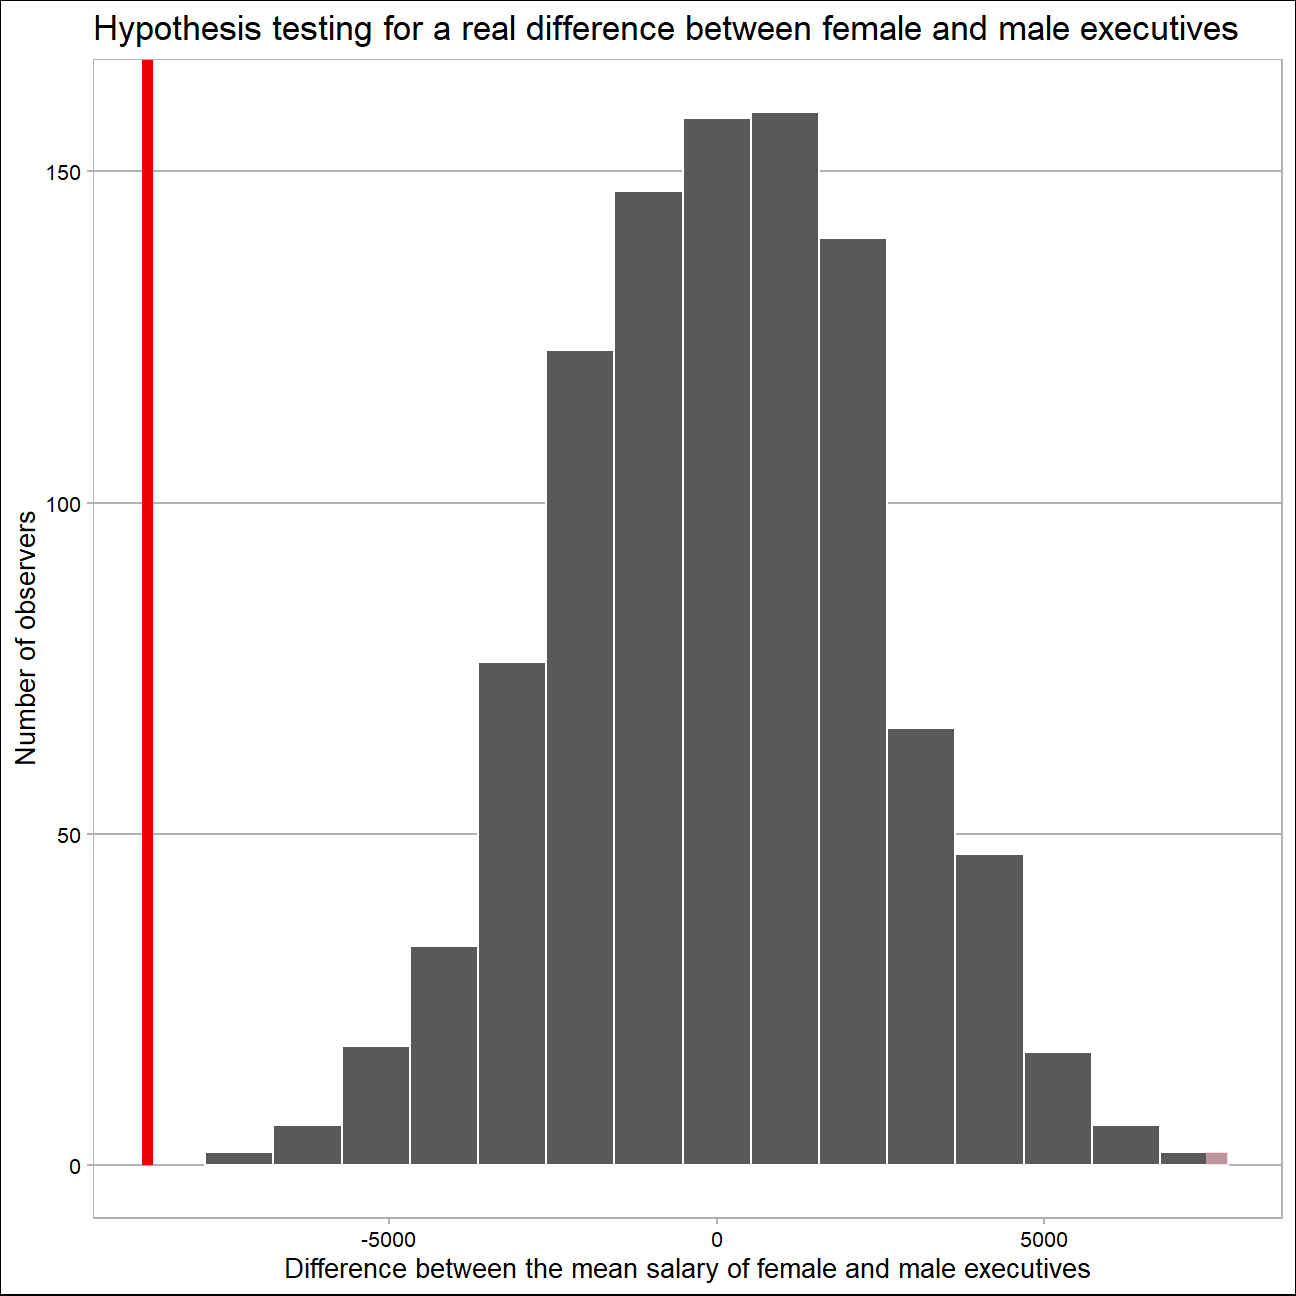 Hypothesis testing for a real difference between female and male executives
Number of observers
150
100
50
0
-5000
0
5000
Difference between the mean salary of female and male executives